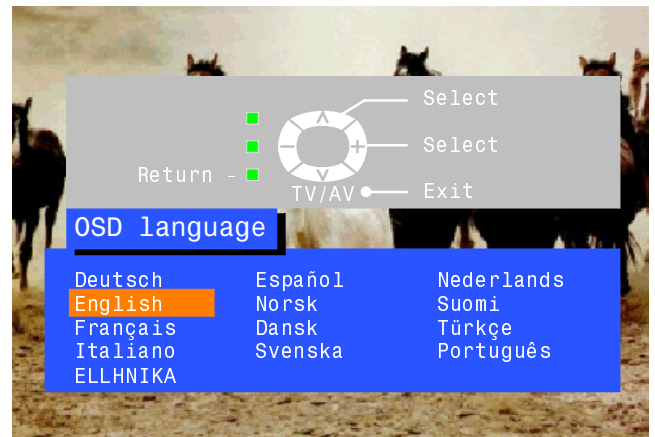 Select
Select
Return -
TV/AV
Exit
OSD language
Deutsch Español Nederlands
English Norsk Suomi
Français Dansk Türkçe
Italiano Svenska Português
ELLHNIKA